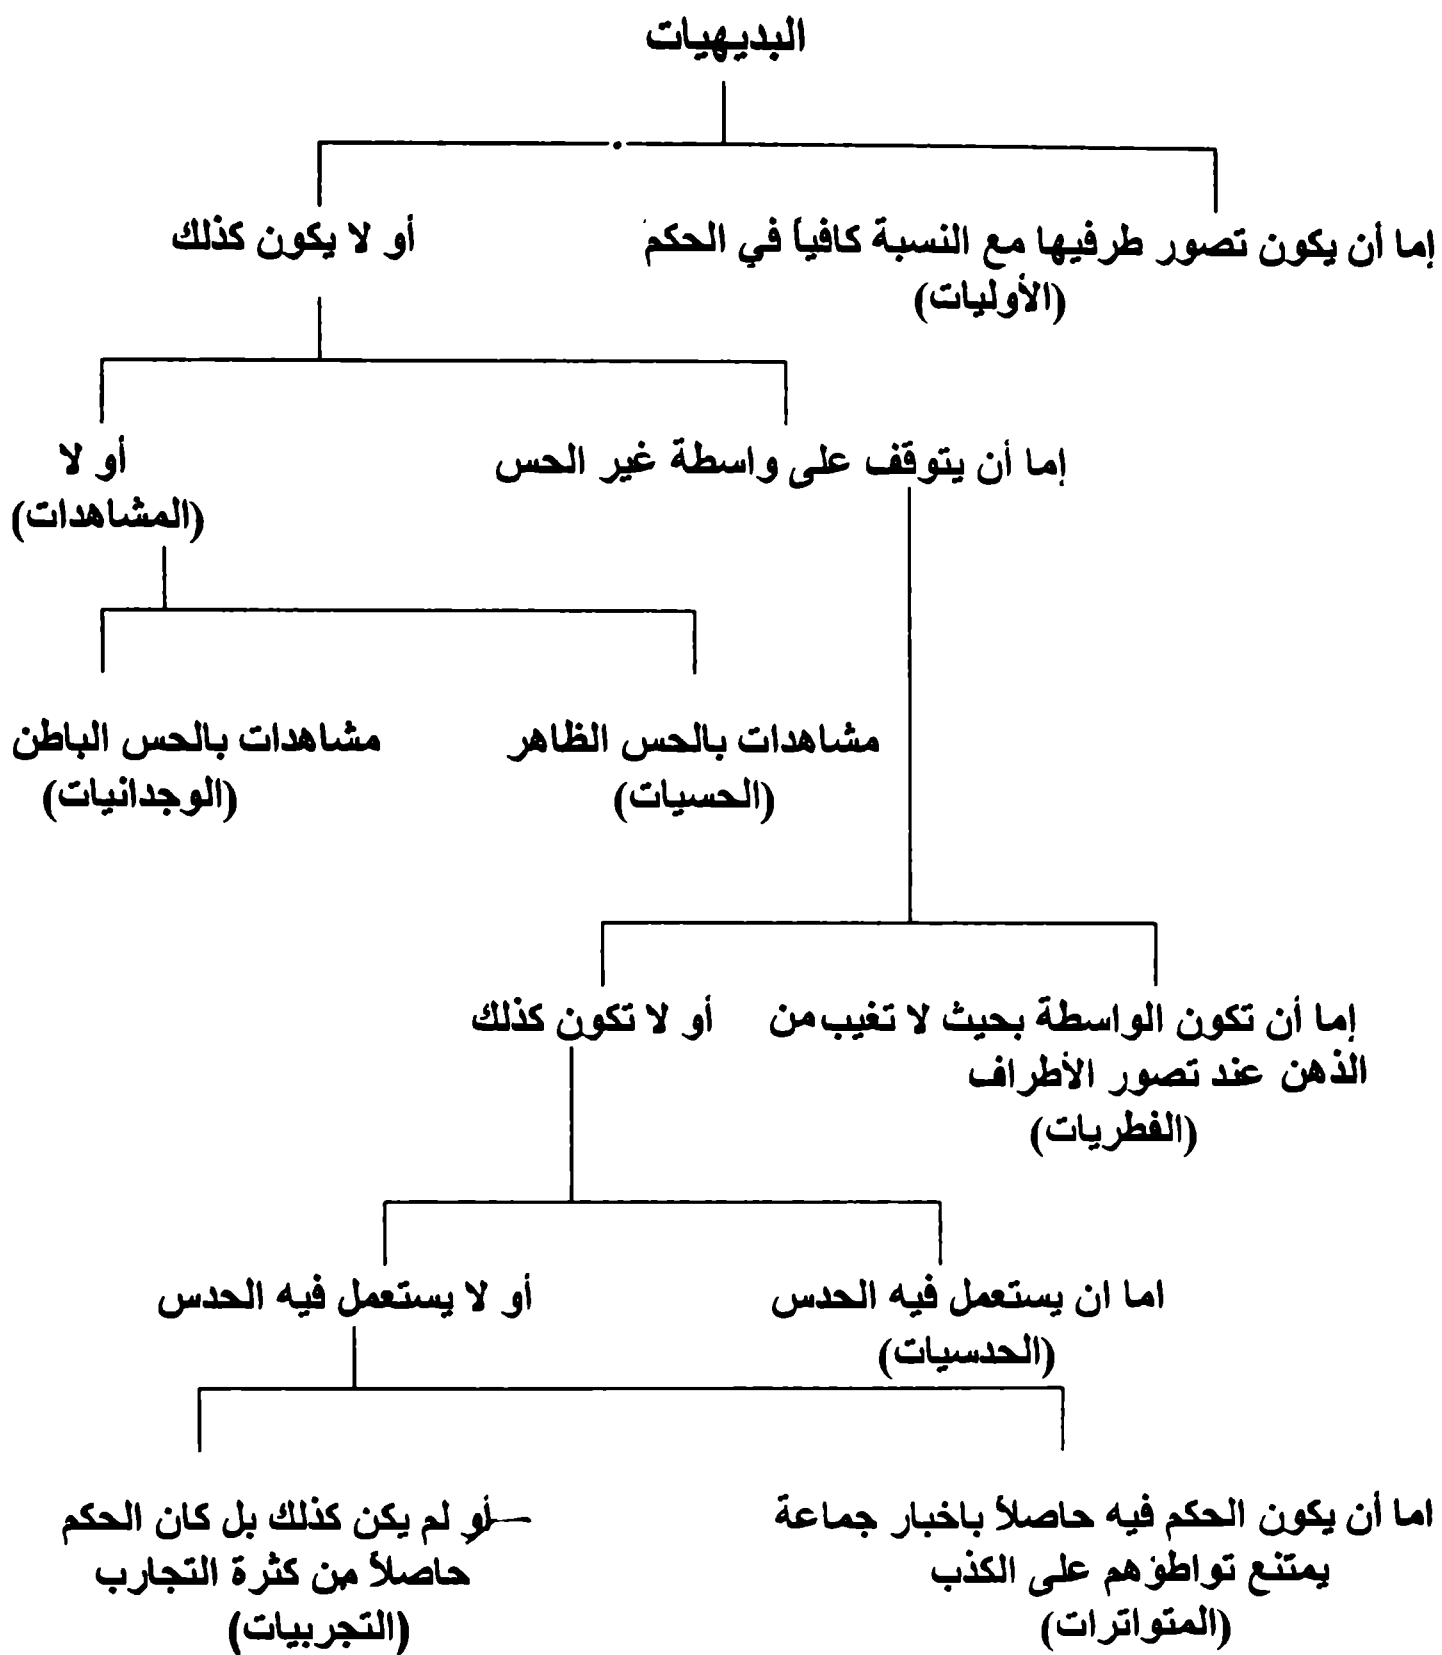 البديهيات
إما أن يكون تصور طرفيها مع النسبة كافياً في الحكم
(الأوليات)
أو لا يكون كذلك
إما أن يتوقف على واسطة غير الحس
أو لا
(المشاهدات)
مشاهدات بالحس الظاهر
(الحسيات)
مشاهدات بالحس الباطن
(الوجدانيات)
إما أن تكون الواسطة بحيث لا تغيب من
الذهن عند تصور الأطراف
(الفطريات)
أو لا تكون كذلك
اما ان يستعمل فيه الحدس
(الحدسيات)
أو لا يستعمل فيه الحدس
اما أن يكون الحكم فيه حاصلاً باخبار جماعة
يمتنع تواطؤهم على الكذب
(المتواترات)
أو لم يكن كذلك بل كان الحكم
حاصلاً من كثرة التجارب
(التجربيات)